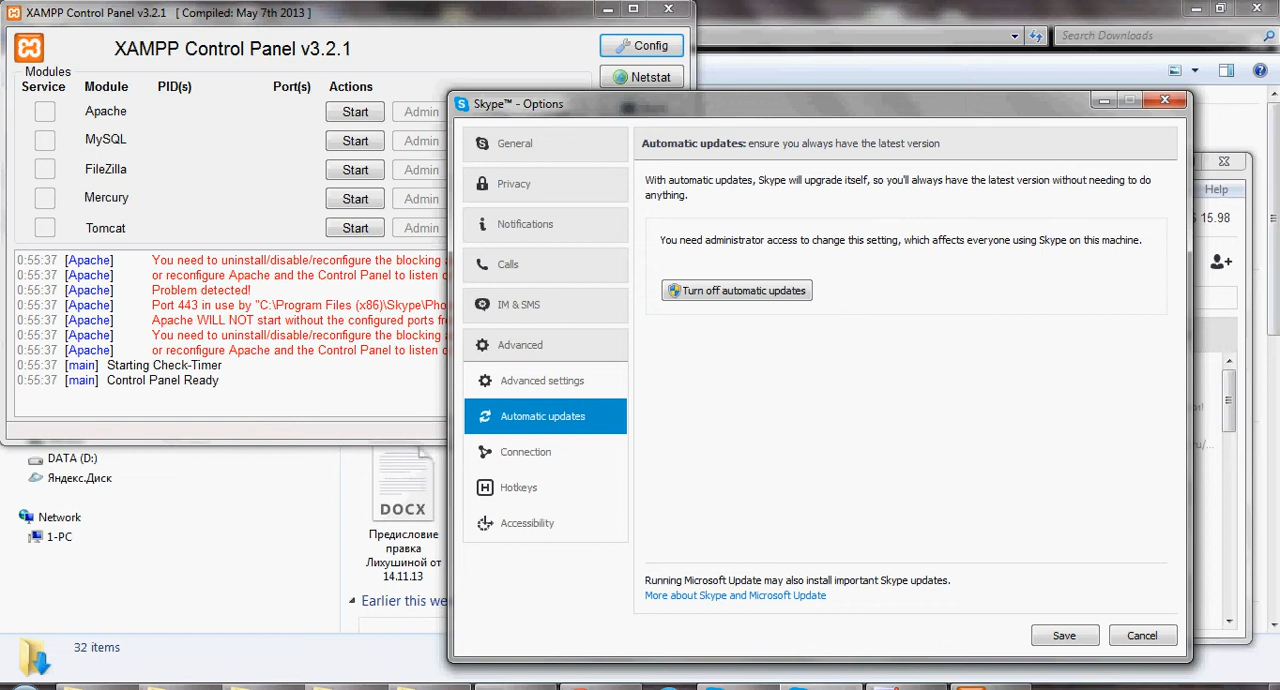 XAMPP Control Panel v3.2.1 [ Compiled: May 7th 2013 ]
XAMPP Control Panel v3.2.1
Config
Netstat
Modules
Service Module PID(s) Port(s) Actions
Apache Start Admin
MySQL Start Admin
FileZilla Start Admin
Mercury Start Admin
Tomcat Start Admin
0:55:37 [Apache] You need to uninstall/disable/reconfigure the blocking
0:55:37 [Apache] or reconfigure Apache and the Control Panel to listen
0:55:37 [Apache] Problem detected!
0:55:37 [Apache] Port 443 in use by "C:\Program Files (x86)\Skype\Pho
0:55:37 [Apache] Apache WILL NOT start without the configured ports
0:55:37 [Apache] You need to uninstall/disable/reconfigure the blocking
0:55:37 [Apache] or reconfigure Apache and the Control Panel to listen
0:55:37 [main] Starting Check-Timer
0:55:37 [main] Control Panel Ready
Search Downloads
Help
15.98
Skype™ - Options
General
Privacy
Notifications
Calls
IM & SMS
Advanced
Advanced settings
Automatic updates
Connection
Hotkeys
Accessibility
Automatic updates: ensure you always have the latest version
With automatic updates, Skype will upgrade itself, so you'll always have the latest version without needing to do
anything.
You need administrator access to change this setting, which affects everyone using Skype on this machine.
Turn off automatic updates
Running Microsoft Update may also install important Skype updates.
More about Skype and Microsoft Update
Save
Cancel
DATA (D:)
Яндекс.Диск
Network
1-PC
DOCX
Предисловие
правка
Лихушиной от
14.11.13
Earlier this we
32 items